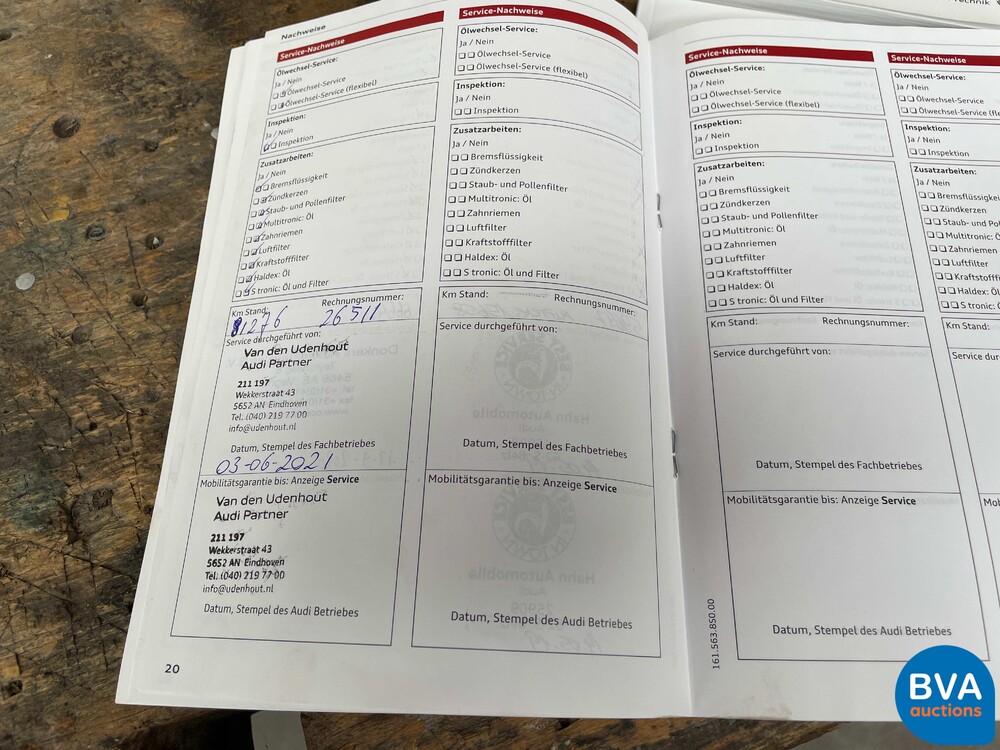 Nachweise
Service-Nachweise
Ölwechsel-Service:
Ja / Nein
Ölwechsel-Service
Ölwechsel-Service (flexibel)
Inspektion:
Ja / Nein
Inspektion
Zusatzarbeiten:
Ja / Nein
Bremsflüssigkeit
Zündkerzen
Staub- und Pollenfilter
Multitronic: Öl
Zahnriemen
Luftfilter
Kraftstofffilter
Haldex: Öl
S tronic: Öl und Filter
Km Stand: Rechnungsnummer:
81276 26511
Service durchgeführt von:
Van den Udenhout
Audi Partner
211 197
Wekkerstraat 43
5652 AN Eindhoven
Tel. (040) 219 77 00
info@udenhout.nl
Datum, Stempel des Fachbetriebes
03-06-2021
Mobilitätsgarantie bis: Anzeige Service
Van den Udenhout
Audi Partner
211 197
Wekkerstraat 43
5652 AN Eindhoven
Tel. (040) 219 77 00
info@udenhout.nl
Datum, Stempel des Audi Betriebes
20
Service-Nachweise
Ölwechsel-Service:
Ja / Nein
Ölwechsel-Service
Ölwechsel-Service (flexibel)
Inspektion:
Ja / Nein
Inspektion
Zusatzarbeiten:
Ja / Nein
Bremsflüssigkeit
Zündkerzen
Staub- und Pollenfilter
Multitronic: Öl
Zahnriemen
Luftfilter
Kraftstofffilter
Haldex: Öl
S tronic: Öl und Filter
Km Stand: Rechnungsnummer:
Service durchgeführt von:
Datum, Stempel des Fachbetriebes
Mobilitätsgarantie bis: Anzeige Service
Datum, Stempel des Audi Betriebes
161.563.850.00
Service-Nachweise
Ölwechsel-Service:
Ja / Nein
Ölwechsel-Service
Ölwechsel-Service (flexibel)
Inspektion:
Ja / Nein
Inspektion
Zusatzarbeiten:
Ja / Nein
Bremsflüssigkeit
Zündkerzen
Staub- und Pollenfilter
Multitronic: Öl
Zahnriemen
Luftfilter
Kraftstofffilter
Haldex: Öl
S tronic: Öl und Filter
Km Stand: Rechnungsnummer:
Service durchgeführt von:
Datum, Stempel des Fachbetriebes
Mobilitätsgarantie bis: Anzeige Service
Datum, Stempel des Audi Betriebes
Service-Nachweise
Ölwechsel-Service:
Ja / Nein
Ölwechsel-Service
Ölwechsel-Service (fle
Inspektion:
Ja / Nein
Inspektion
Zusatzarbeiten:
Ja / Nein
Bremsflüssigke
Zündkerzen
Staub- und Po
Multitronic: Ö
Zahnriemen
Luftfilter
Kraftstofff
Haldex: Öl
S tronic: Ö
Km Stand:
Service dur
Mo
BVA
auctions